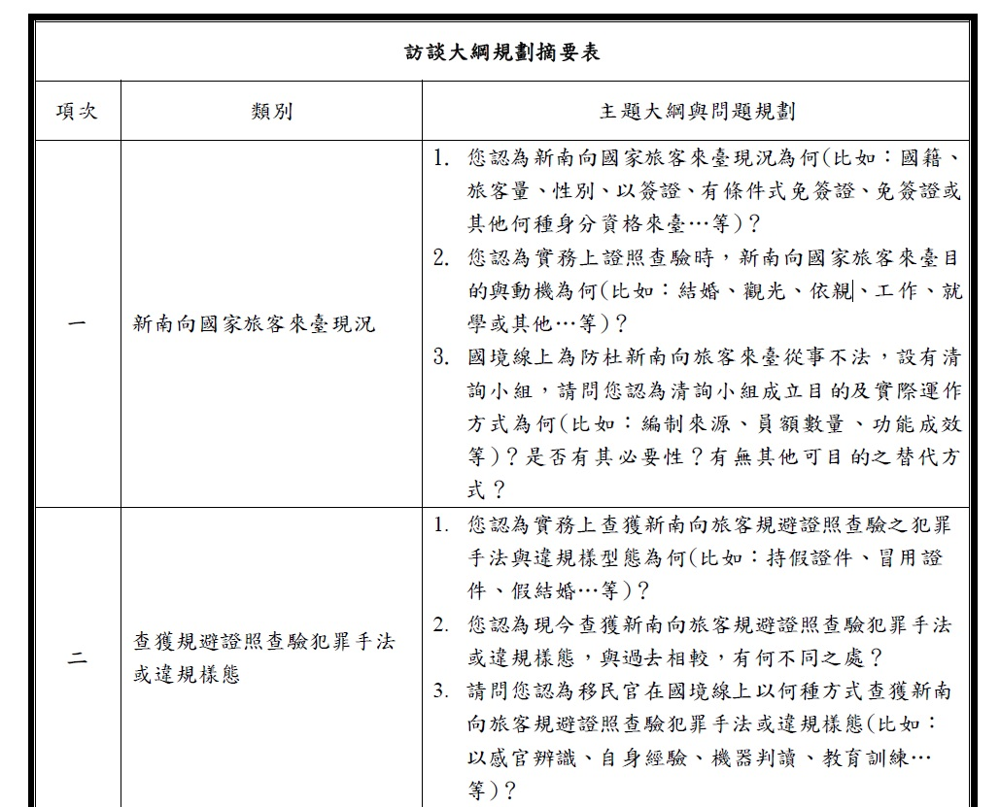 訪談大綱規劃摘要表
項次 類別 主題大綱與問題規劃
一 新南向國家旅客來臺現況
1. 您認為新南向國家旅客來臺現況為何(比如：國籍、
旅客量、性別、以簽證、有條件式免簽證、免簽證或
其他何種身分資格來臺…等)？
2. 您認為實務上證照查驗時，新南向國家旅客來臺目
的與動機為何(比如：結婚、觀光、依親、工作、就
學或其他…等)？
3. 國境線上為防杜新南向旅客來臺從事不法，設有清
詢小組，請問您認為清詢小組成立目的及實際運作
方式為何(比如：編制來源、員額數量、功能成效
等)？是否有其必要性？有無其他可目的之替代方
式？
二 查獲規避證照查驗犯罪手法
或違規樣態
1. 您認為實務上查獲新南向旅客規避證照查驗之犯罪
手法與違規樣型態為何(比如：持假證件、冒用證
件、假結婚…等)？
2. 您認為現今查獲新南向旅客規避證照查驗犯罪手法
或違規樣態，與過去相較，有何不同之處？
3. 請問您認為移民官在國境線上以何種方式查獲新南
向旅客規避證照查驗犯罪手法或違規樣態(比如：
以感官辨識、自身經驗、機器判讀、教育訓練…
等)？